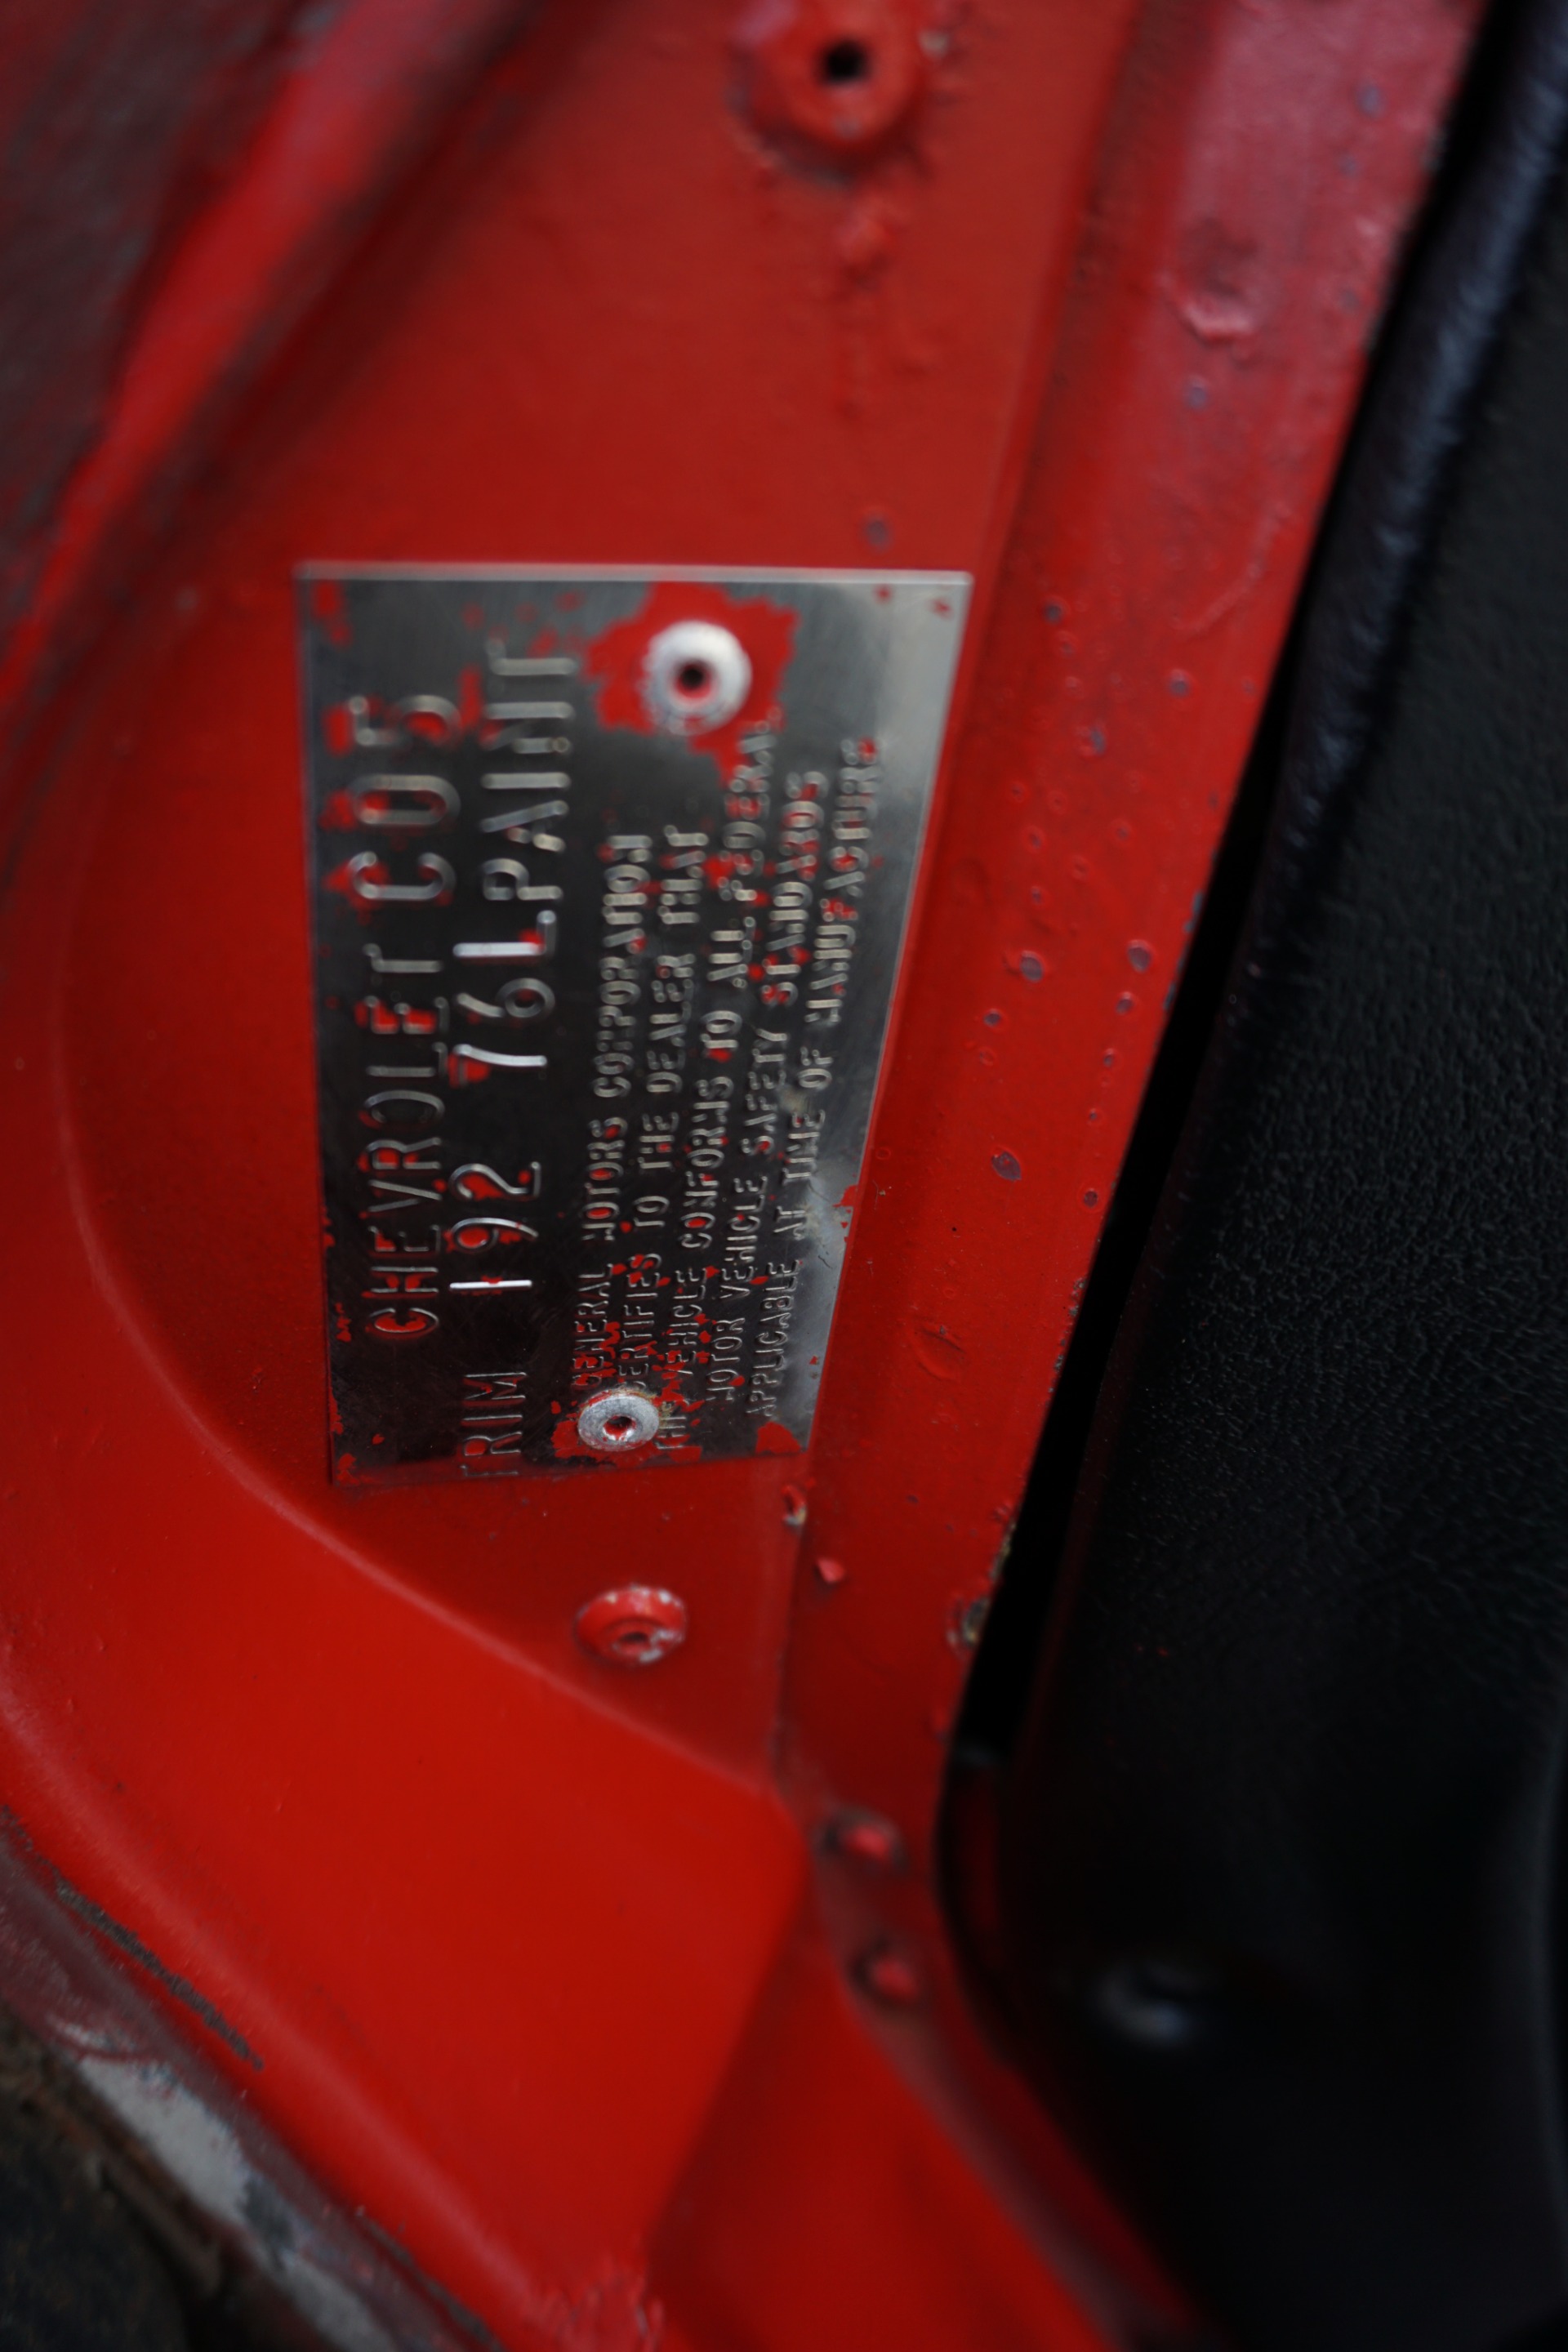 CHEVROLET C05
TRIM I92 76L PAINT
GENERAL MOTORS CORPORATION
CERTIFIES TO THE DEALER THAT
THIS VEHICLE CONFORMS TO ALL FEDERAL
MOTOR VEHICLE SAFETY STANDARDS
APPLICABLE AT TIME OF MANUFACTURE